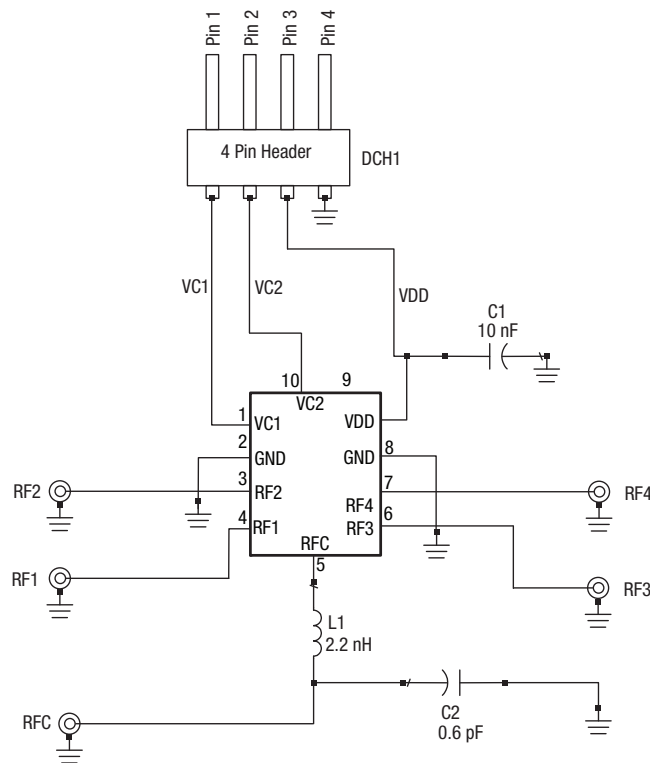 Pin 1
Pin 2
Pin 3
Pin 4
4 Pin Header
DCH1
VC1
VC2
VDD
C1
10 nF
10
9
VC2
1
VC1
VDD
2
GND
GND
8
3
RF2
RF2
7
RF4
RF4
4
RF1
RF3
6
RF1
RFC
RF3
5
L1
2.2 nH
RFC
C2
0.6 pF